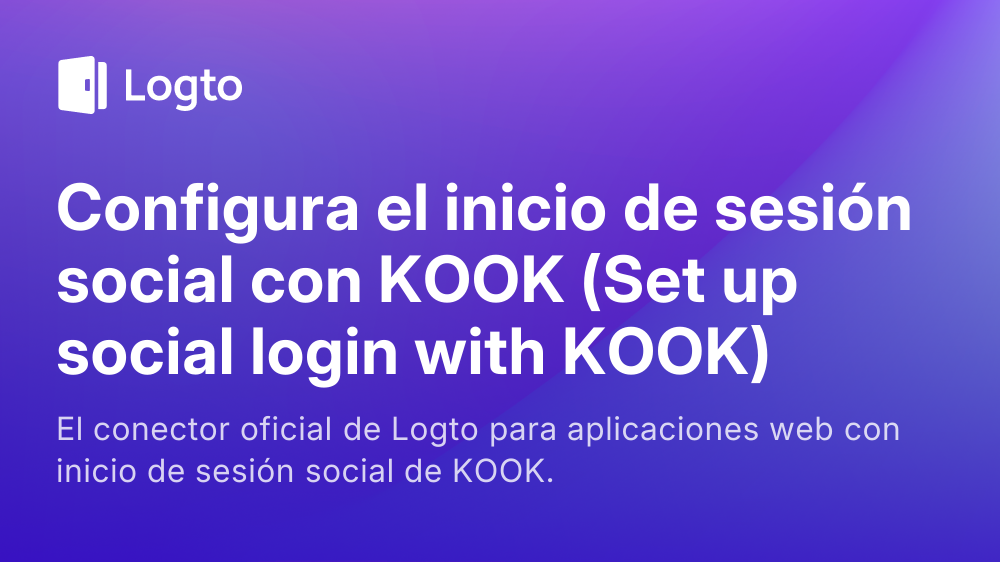 Logto
Configura el inicio de sesión
social con KOOK (Set up
social login with KOOK)
El conector oficial de Logto para aplicaciones web con
inicio de sesión social de KOOK.